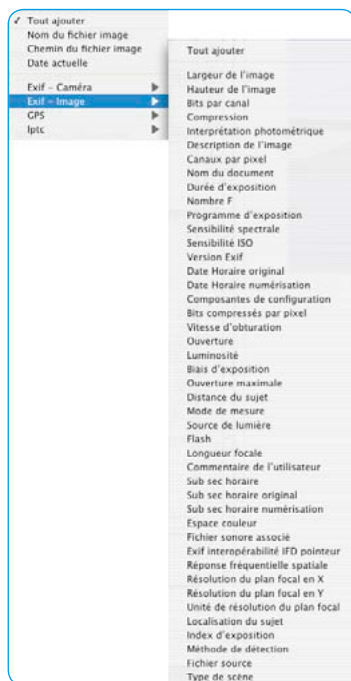 ✓ Tout ajouter
Nom du fichier image
Chemin du fichier image
Date actuelle
Exif – Caméra
Exif – Image
GPS
Iptc
Tout ajouter
Largeur de l'image
Hauteur de l'image
Bits par canal
Compression
Interprétation photométrique
Description de l'image
Canaux par pixel
Nom du document
Durée d'exposition
Nombre F
Programme d'exposition
Sensibilité spectrale
Sensibilité ISO
Version Exif
Date Horaire original
Date Horaire numérisation
Composantes de configuration
Bits compressés par pixel
Vitesse d'obturation
Ouverture
Luminosité
Biais d'exposition
Ouverture maximale
Distance du sujet
Mode de mesure
Source de lumière
Flash
Longueur focale
Commentaire de l'utilisateur
Sub sec horaire
Sub sec horaire original
Sub sec horaire numérisation
Espace couleur
Fichier sonore associé
Exif interopérabilité IFD pointeur
Réponse fréquentielle spatiale
Résolution du plan focal en X
Résolution du plan focal en Y
Unité de résolution du plan focal
Localisation du sujet
Index d'exposition
Méthode de détection
Fichier source
Type de scène